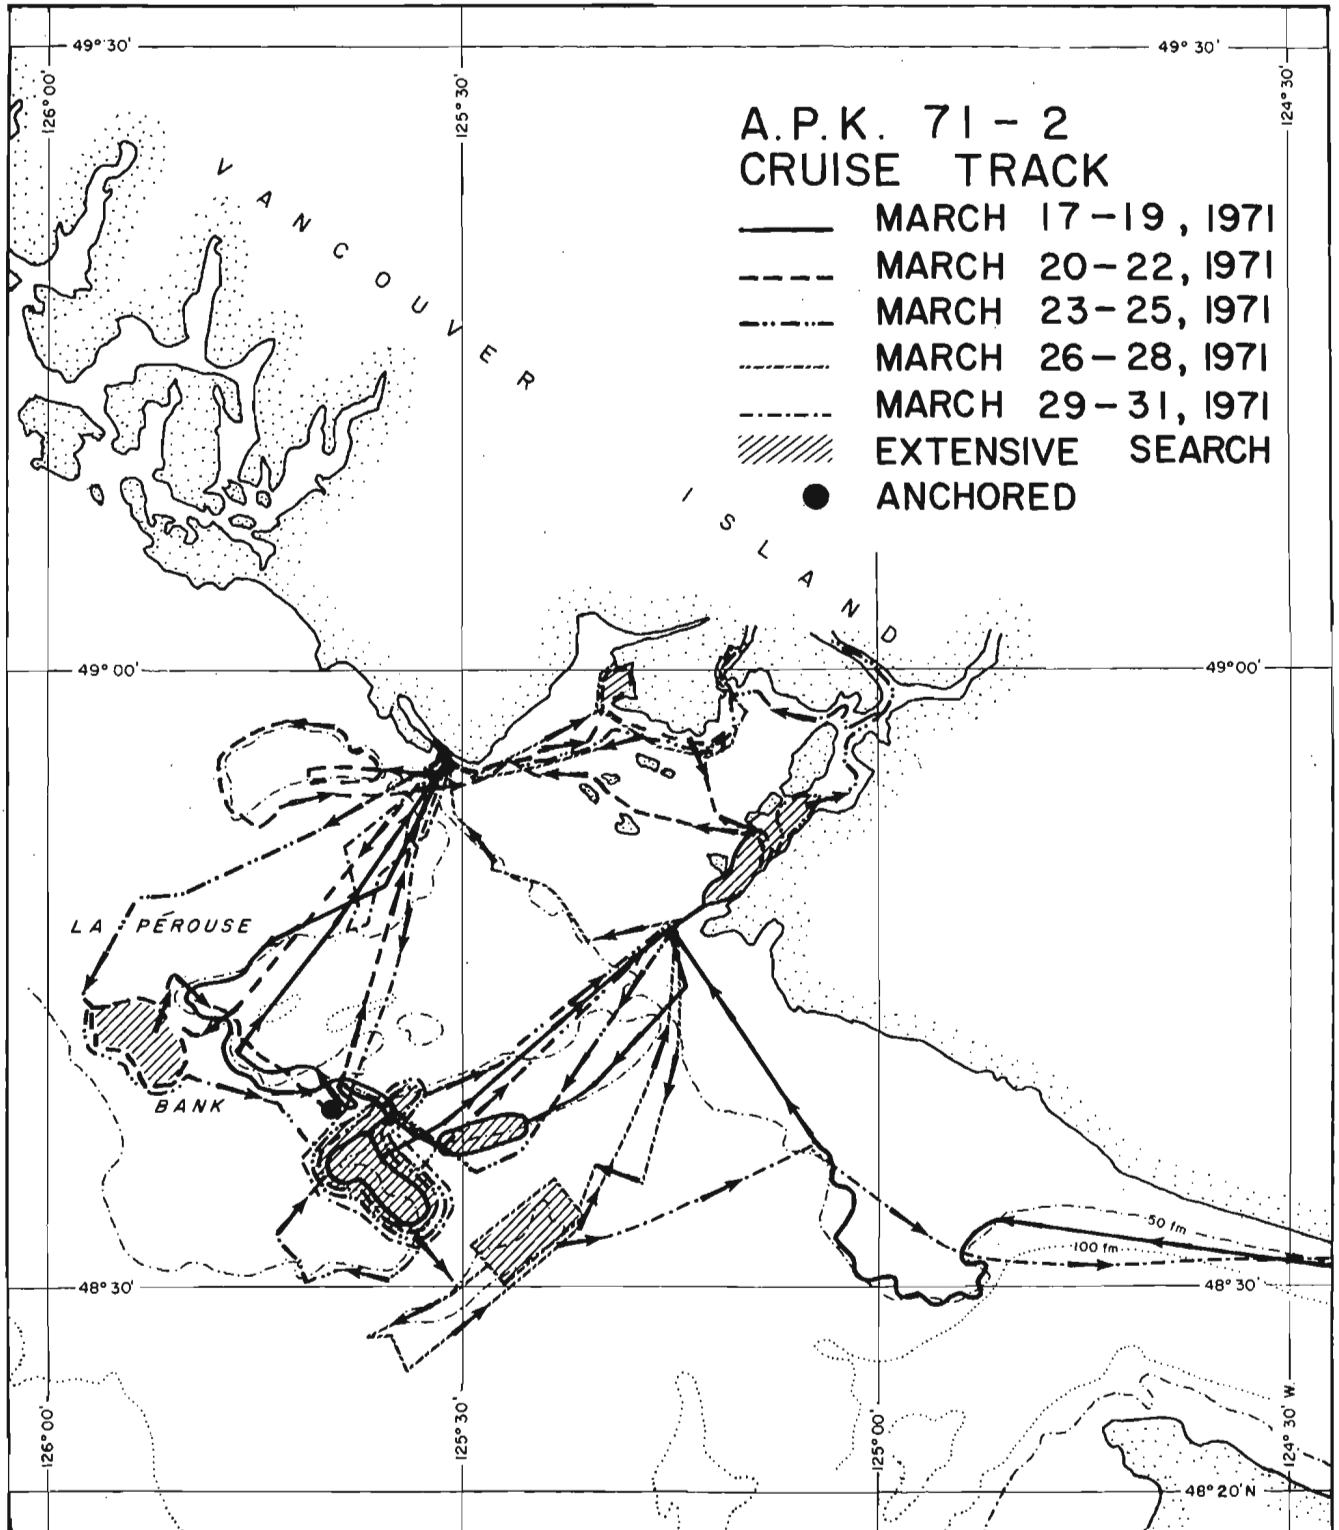 49° 30'
49° 30'
126° 00'
125° 30'
124° 30'
A.P.K. 71-2
CRUISE TRACK
MARCH 17-19, 1971
MARCH 20-22, 1971
MARCH 23-25, 1971
MARCH 26-28, 1971
MARCH 29-31, 1971
EXTENSIVE SEARCH
ANCHORED
VANCOUVER
ISLAND
49° 00'
49° 00'
LA PÉROUSE
BANK
50 fm
100 fm
48° 30'
48° 30'
126° 00'
125° 30'
125° 00'
124° 30' W.
48° 20' N